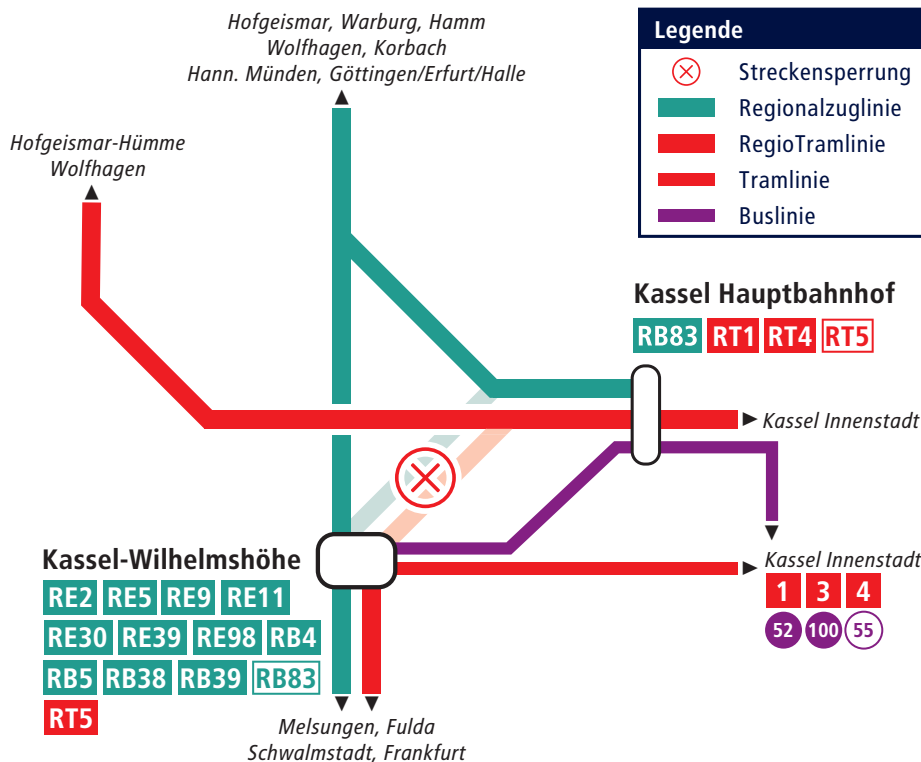 Hofgeismar, Warburg, Hamm
Wolfhagen, Korbach
Hann. Münden, Göttingen/Erfurt/Halle
Legende
Streckensperrung
Regionalzuglinie
RegioTramlinie
Tramlinie
Buslinie
Hofgeismar-Hümme
Wolfhagen
Kassel Hauptbahnhof
RB83 RT1 RT4 RT5
Kassel Innenstadt
Kassel-Wilhelmshöhe
RE2 RE5 RE9 RE11
RE30 RE39 RE98 RB4
RB5 RB38 RB39 RB83
RT5
Kassel Innenstadt
1 3 4
52 100 55
Melsungen, Fulda
Schwalmstadt, Frankfurt